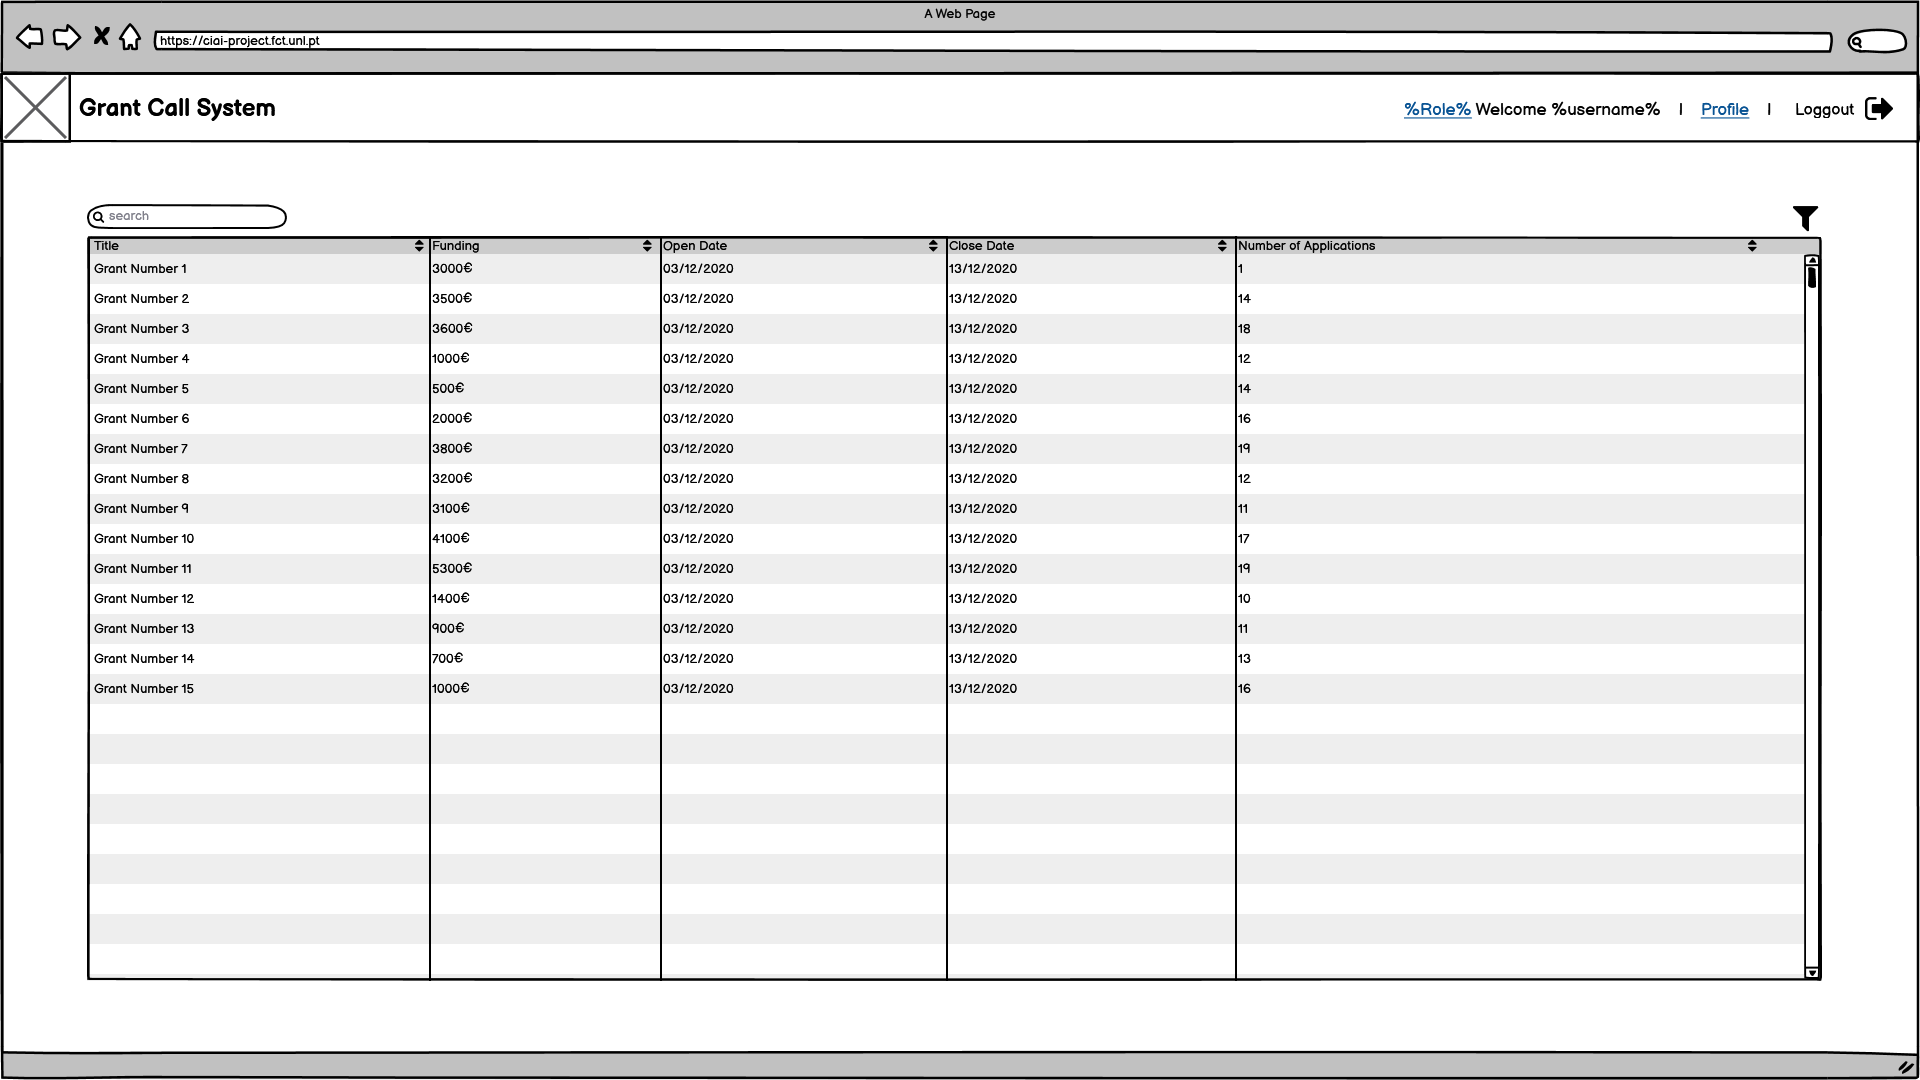 A Web Page
https://ciai-project.fct.unl.pt
Grant Call System %Role% Welcome %username% | Profile | Loggout
search
Title Funding Open Date Close Date Number of Applications
Grant Number 1 3000€ 03/12/2020 13/12/2020 1
Grant Number 2 3500€ 03/12/2020 13/12/2020 14
Grant Number 3 3600€ 03/12/2020 13/12/2020 18
Grant Number 4 1000€ 03/12/2020 13/12/2020 12
Grant Number 5 500€ 03/12/2020 13/12/2020 14
Grant Number 6 2000€ 03/12/2020 13/12/2020 16
Grant Number 7 3800€ 03/12/2020 13/12/2020 19
Grant Number 8 3200€ 03/12/2020 13/12/2020 12
Grant Number 9 3100€ 03/12/2020 13/12/2020 11
Grant Number 10 4100€ 03/12/2020 13/12/2020 17
Grant Number 11 5300€ 03/12/2020 13/12/2020 19
Grant Number 12 1400€ 03/12/2020 13/12/2020 10
Grant Number 13 900€ 03/12/2020 13/12/2020 11
Grant Number 14 700€ 03/12/2020 13/12/2020 13
Grant Number 15 1000€ 03/12/2020 13/12/2020 16